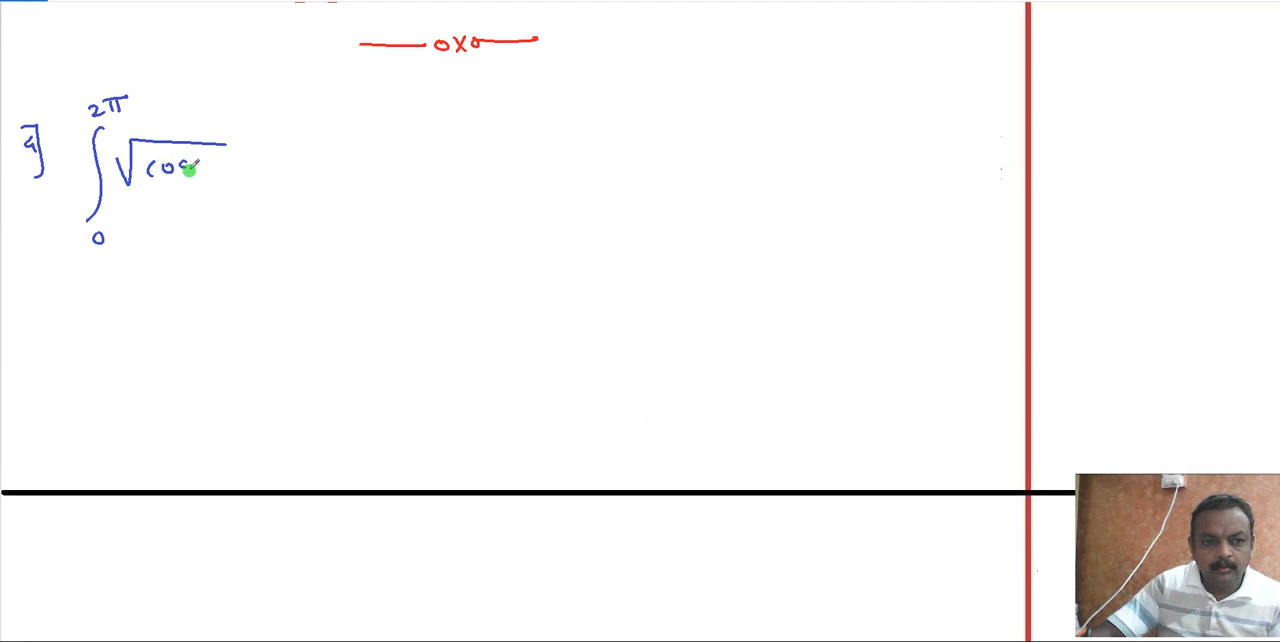 oxo
4] ∫₀^{2π} √cos